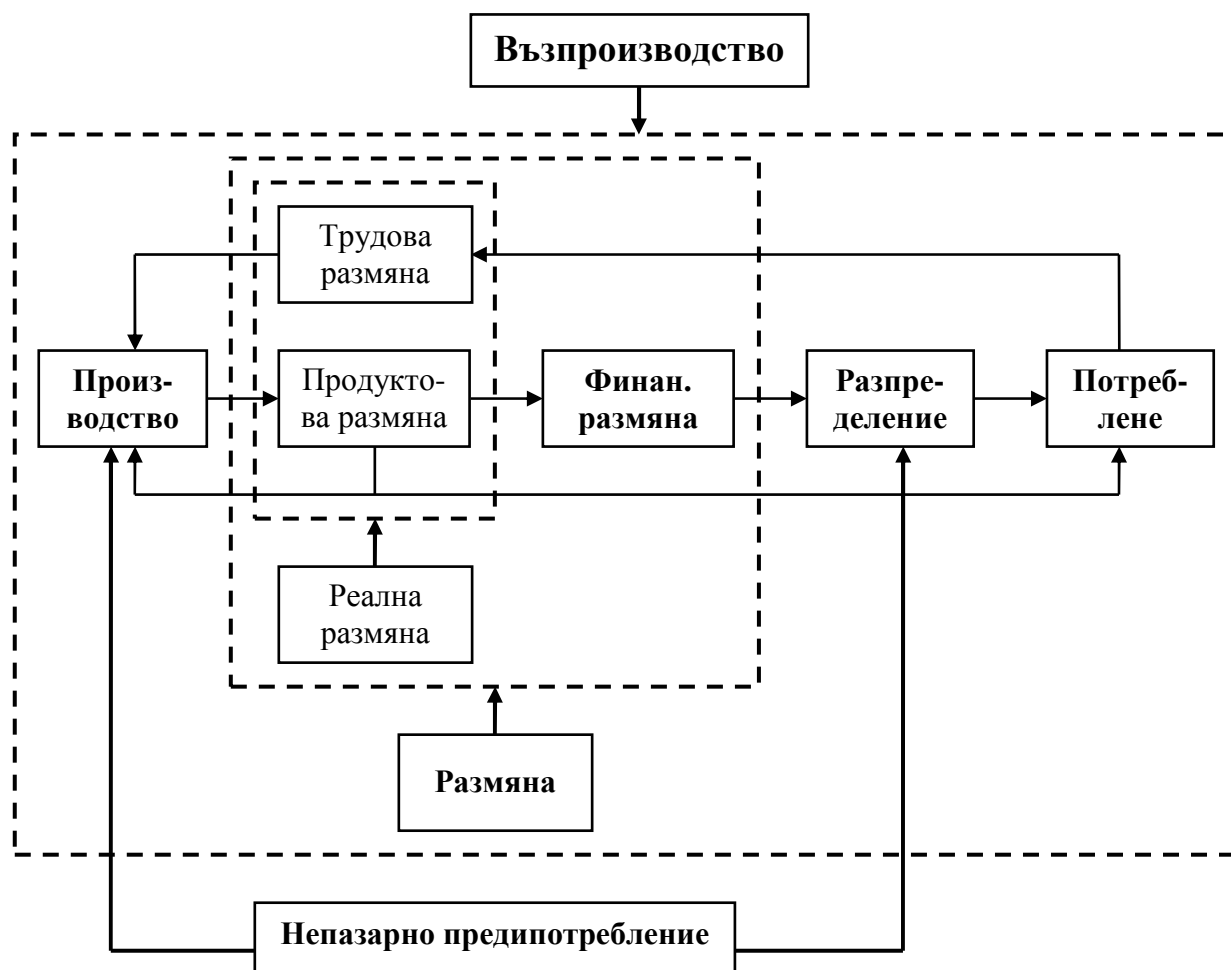 Възпроизводство
Трудова
размяна
Произ-
водство
Продукто-
ва размяна
Финан.
размяна
Разпре-
деление
Потреб-
лене
Реална
размяна
Размяна
Непазарно предипотребление